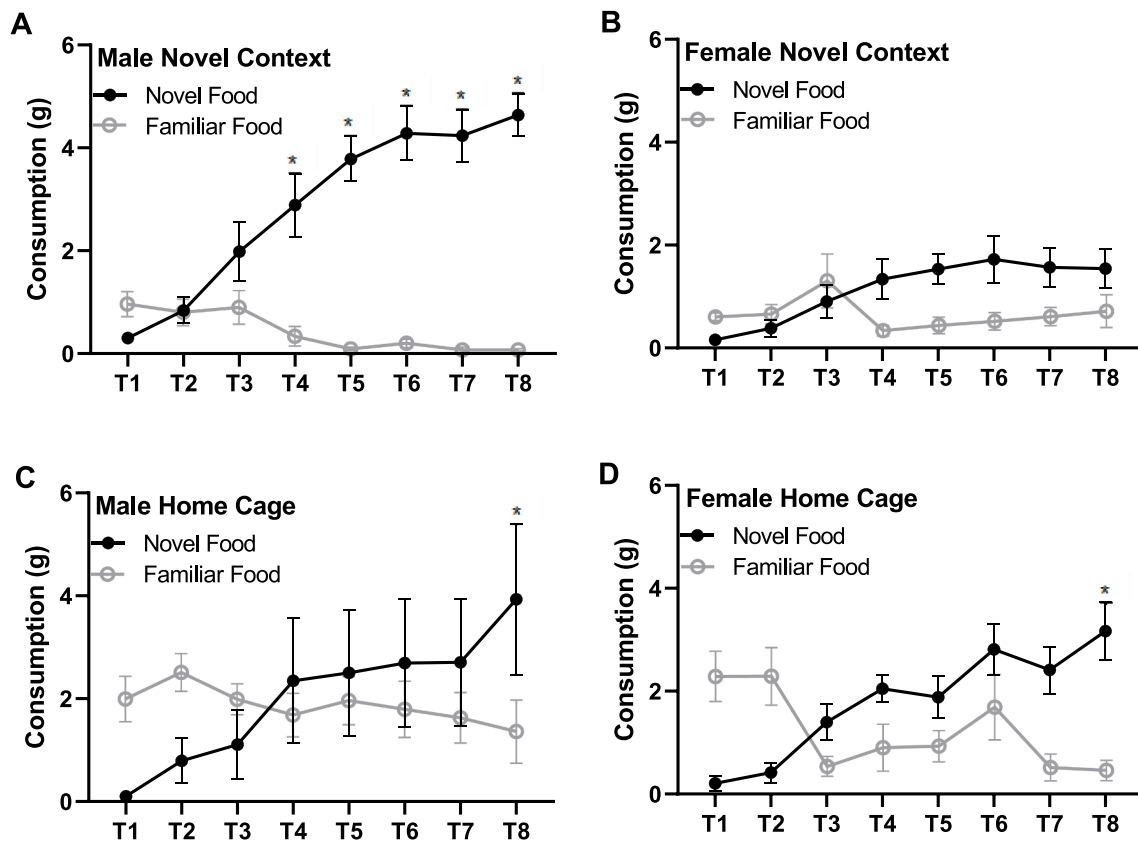 A
Male Novel Context
Novel Food
Familiar Food
Consumption (g)
6
4
2
0
* * * * *
T1 T2 T3 T4 T5 T6 T7 T8
B
Female Novel Context
Novel Food
Familiar Food
Consumption (g)
6
4
2
0
T1 T2 T3 T4 T5 T6 T7 T8
C
Male Home Cage
Novel Food
Familiar Food
Consumption (g)
6
4
2
0
*
T1 T2 T3 T4 T5 T6 T7 T8
D
Female Home Cage
Novel Food
Familiar Food
Consumption (g)
6
4
2
0
*
T1 T2 T3 T4 T5 T6 T7 T8